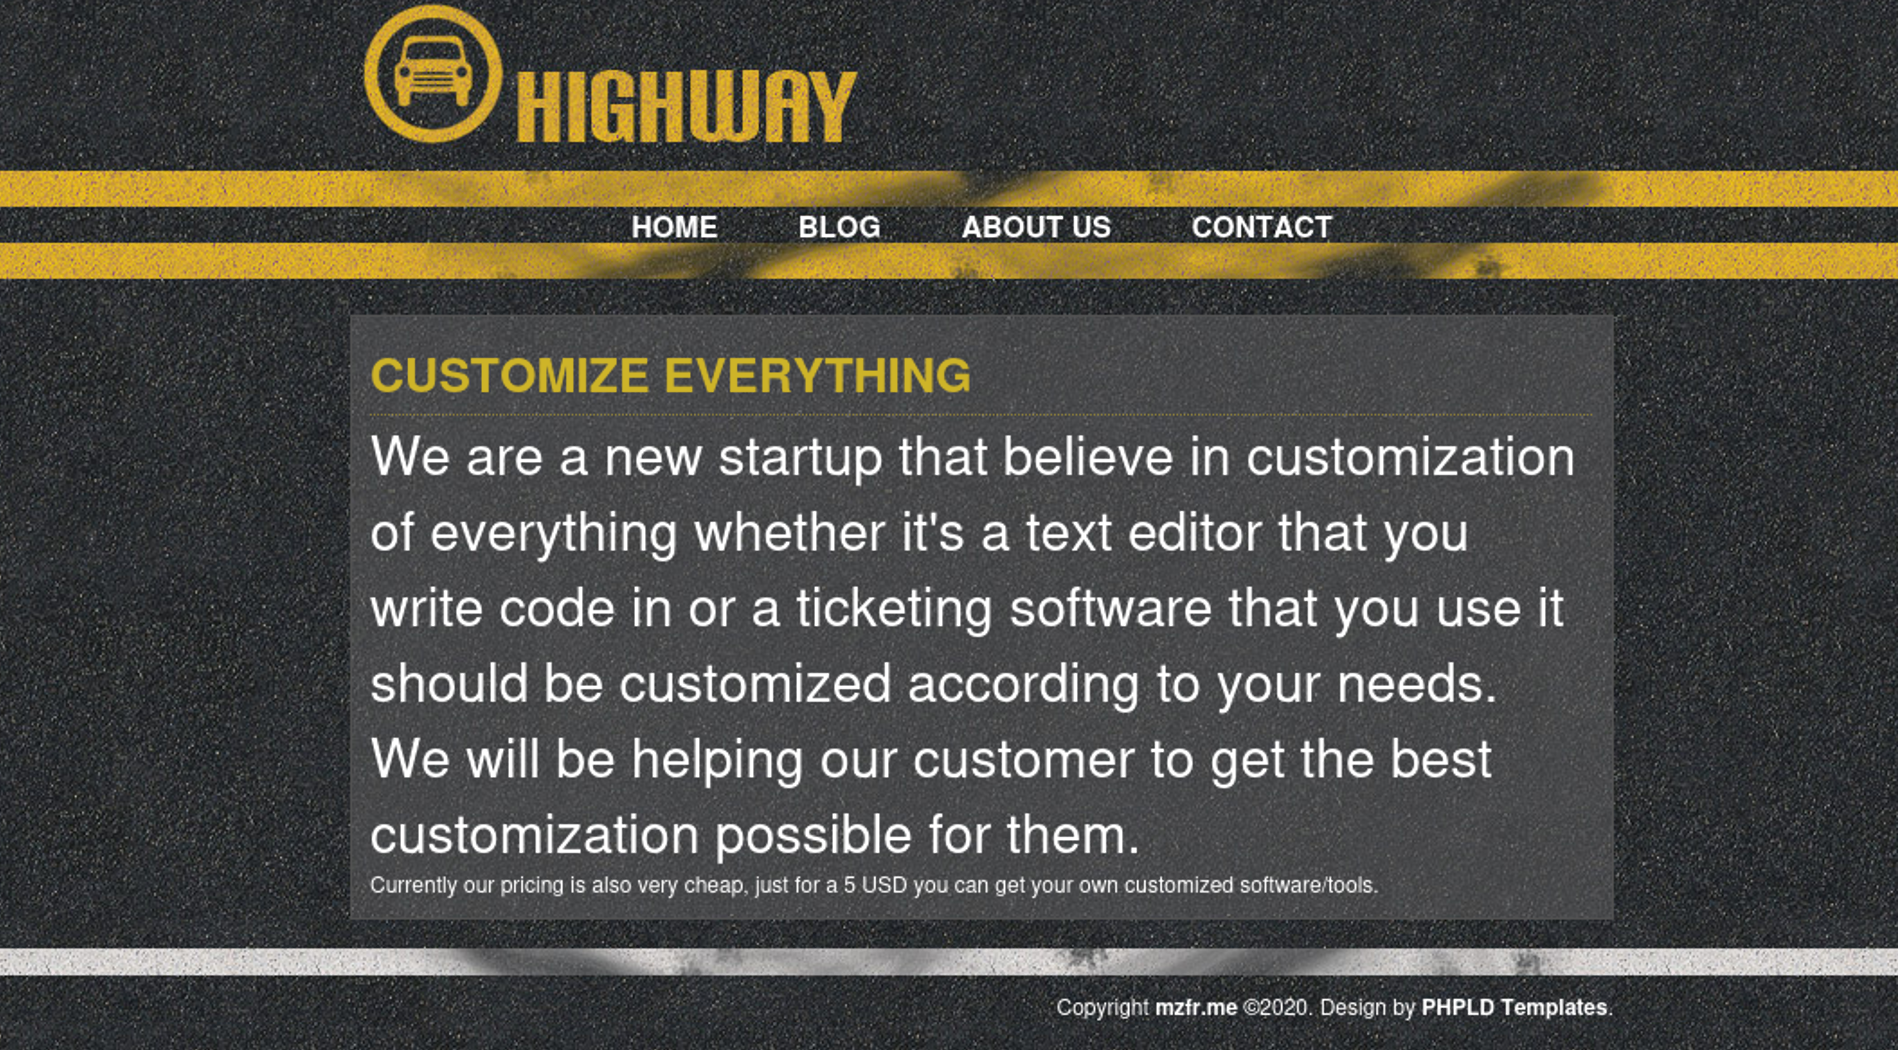 HIGHWAY
HOME BLOG ABOUT US CONTACT
CUSTOMIZE EVERYTHING
We are a new startup that believe in customization
of everything whether it's a text editor that you
write code in or a ticketing software that you use it
should be customized according to your needs.
We will be helping our customer to get the best
customization possible for them.
Currently our pricing is also very cheap, just for a 5 USD you can get your own customized software/tools.
Copyright mzfr.me ©2020. Design by PHPLD Templates.